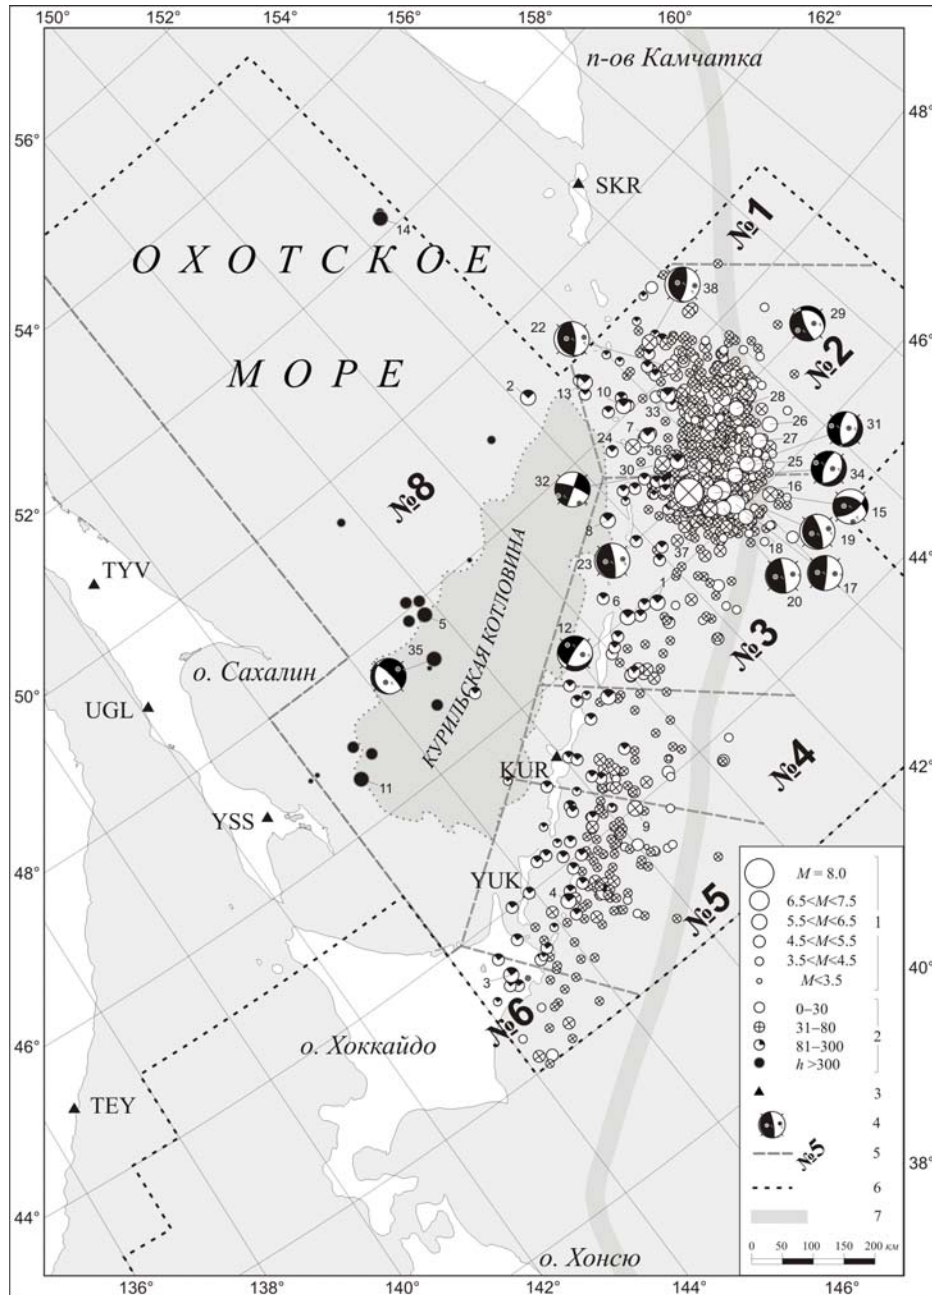 150° 152° 154° 156° 158° 160° 162°
п-ов Камчатка
48°
56°
SKR
14
№1
ОХОТСКОЕ
38
29
22
54°
46°
№2
МОРЕ
2
13
10
28
33
26
31
7
27
24
36
25
34
№8
30
32
16
15
52°
8
19
44°
TYV
23
37
18
20
17
1
6
КУРИЛЬСКАЯ КОТЛОВИНА
5
12
№3
35
о. Сахалин
50°
UGL
№4
KUR
42°
11
YSS
9
YUK
4
№5
48°
40°
3
№6
46°
о. Хоккайдо
TEY
38°
44°
о. Хонсю
M = 8.0
6.5<M<7.5
5.5<M<6.5
4.5<M<5.5
3.5<M<4.5
M<3.5
1
0–30
31–80
81–300
h >300
2
3
4
№5
5
6
7
0 50 100 150 200 км
136° 138° 140° 142° 144° 146°